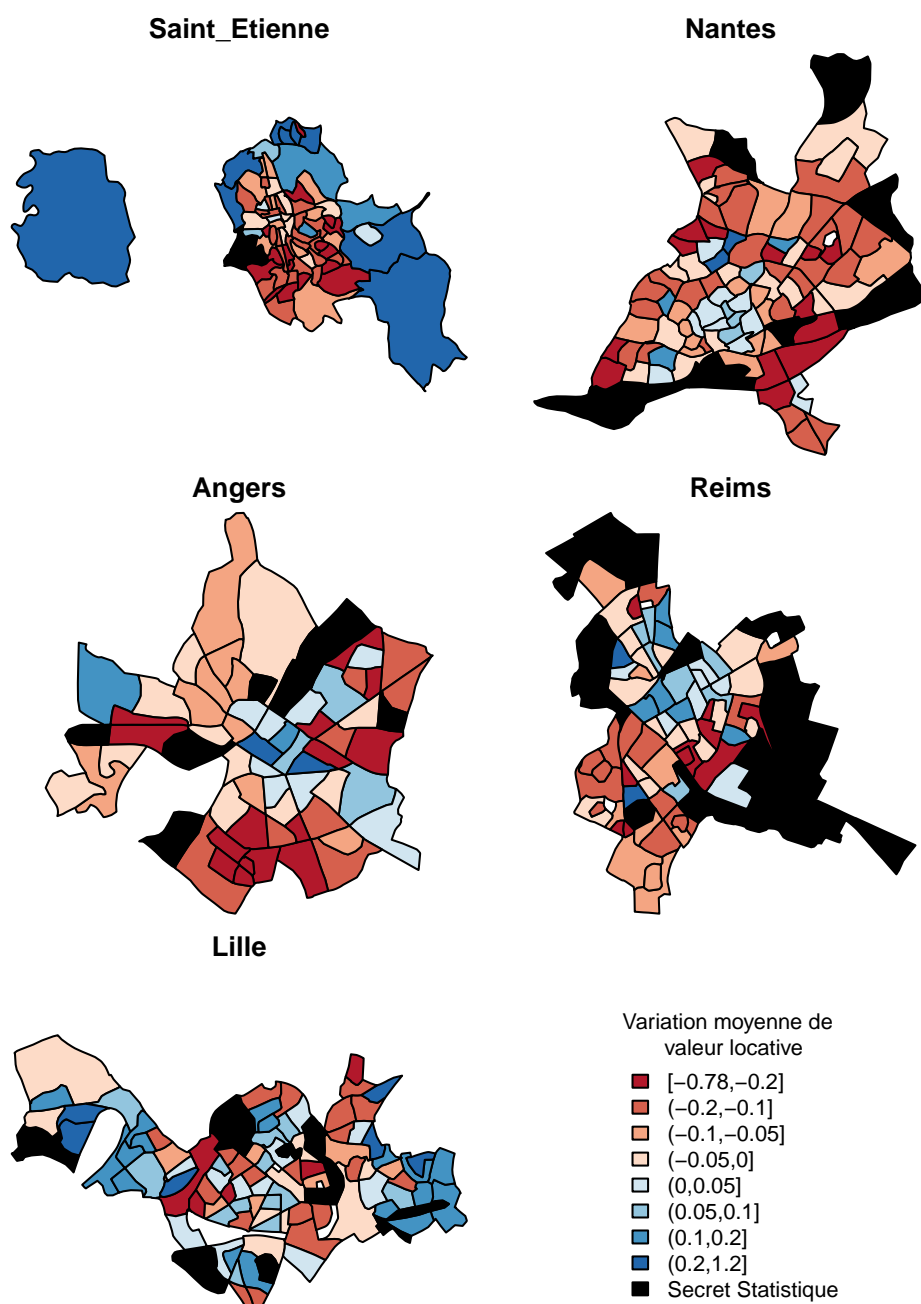 Saint_Etienne
Nantes
Angers
Reims
Lille
Variation moyenne de
valeur locative
[−0.78,−0.2]
(−0.2,−0.1]
(−0.1,−0.05]
(−0.05,0]
(0,0.05]
(0.05,0.1]
(0.1,0.2]
(0.2,1.2]
Secret Statistique